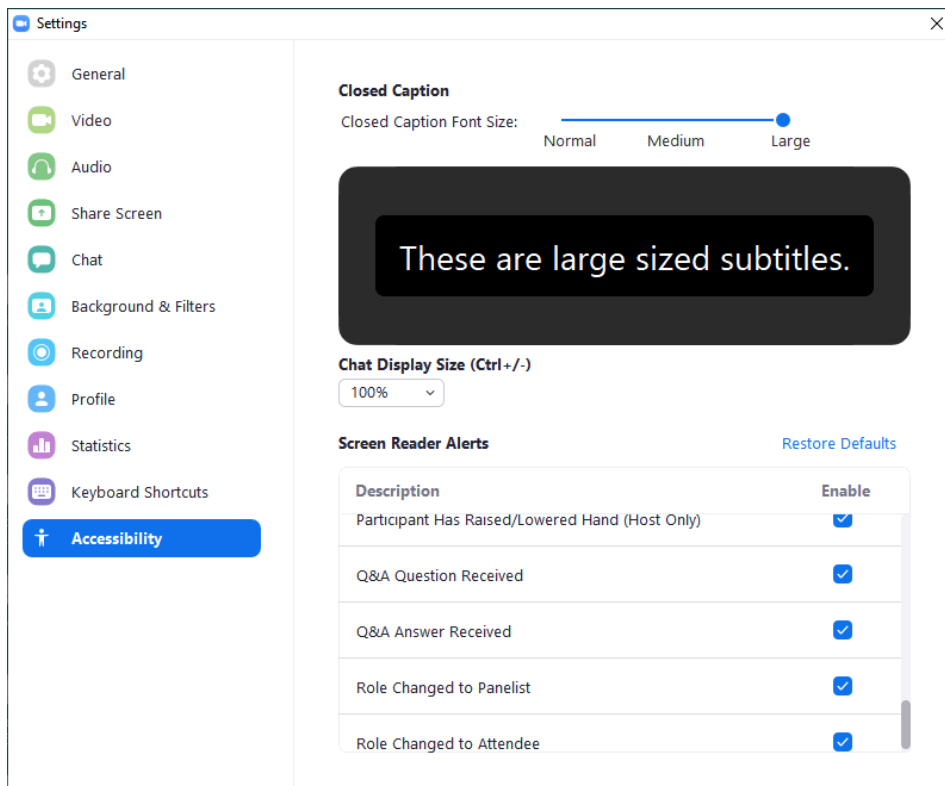 Settings
General
Video
Audio
Share Screen
Chat
Background & Filters
Recording
Profile
Statistics
Keyboard Shortcuts
Accessibility
Closed Caption
Closed Caption Font Size:
Normal Medium Large
These are large sized subtitles.
Chat Display Size (Ctrl+/-)
100%
Screen Reader Alerts Restore Defaults
Description Enable
Participant Has Raised/Lowered Hand (Host Only)
Q&A Question Received
Q&A Answer Received
Role Changed to Panelist
Role Changed to Attendee